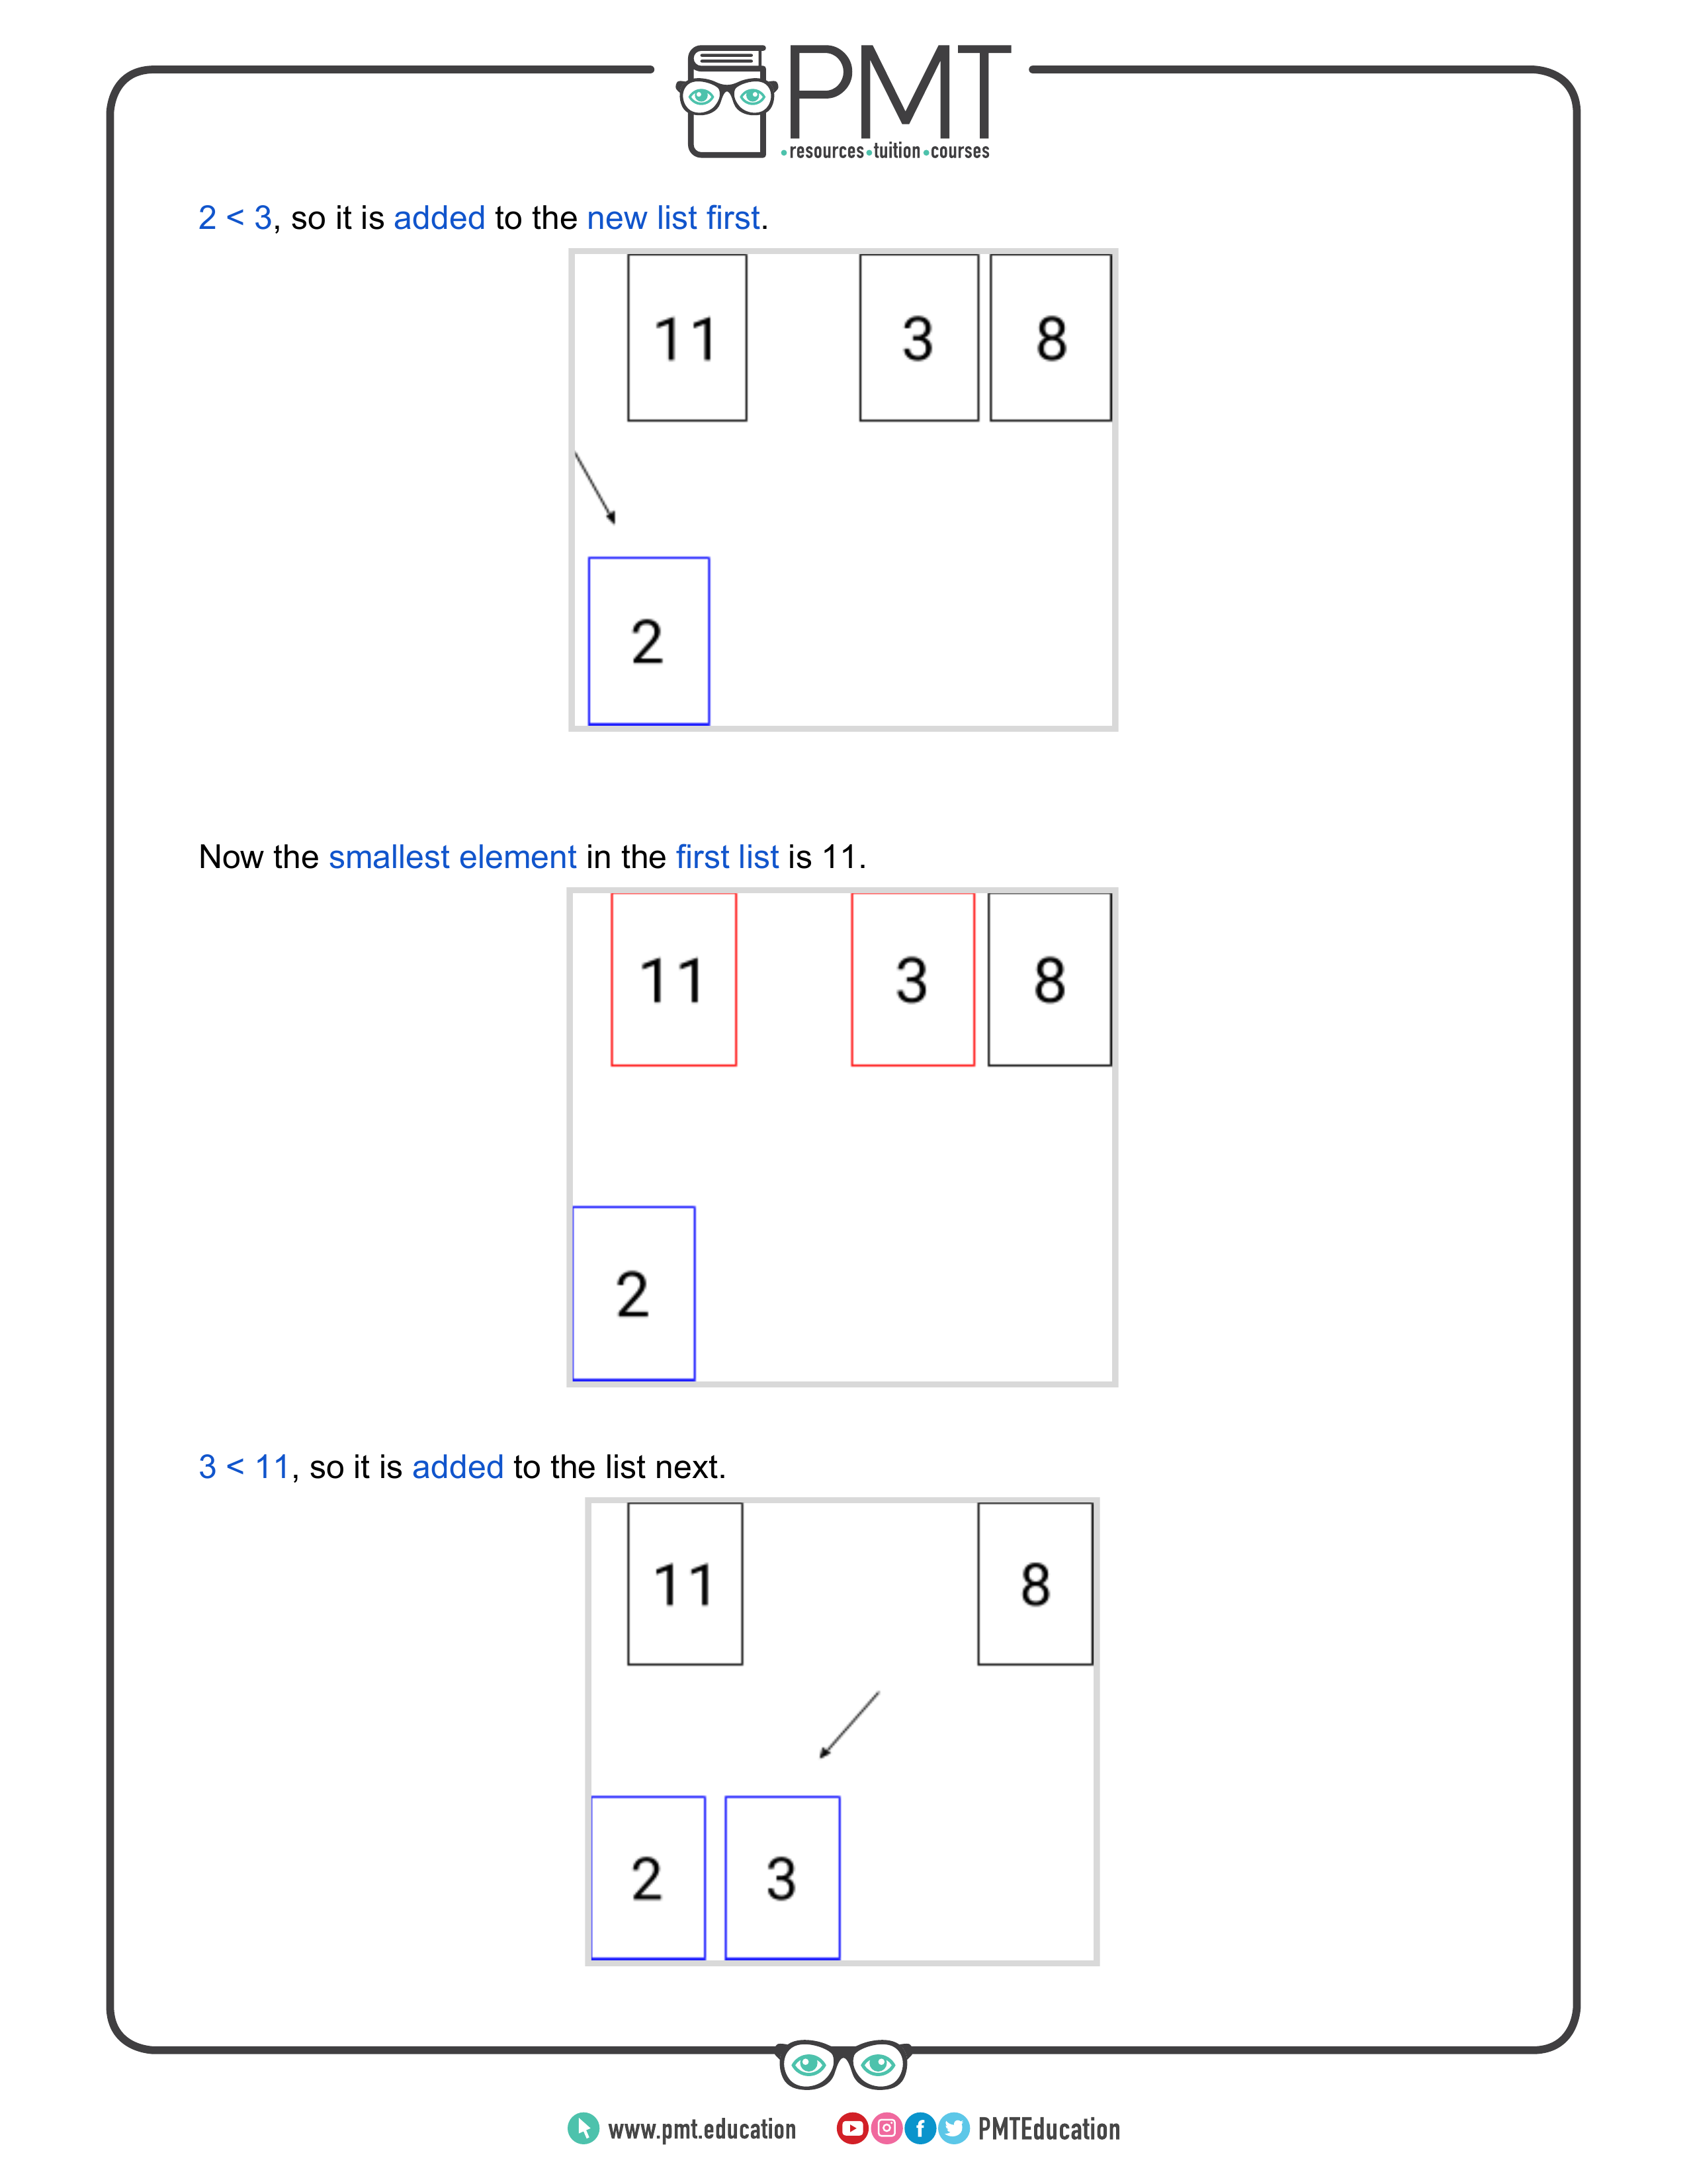 PMT
•resources•tuition•courses
2 < 3, so it is added to the new list first.
11 3 8
2
Now the smallest element in the first list is 11.
11 3 8
2
3 < 11, so it is added to the list next.
11 8
2 3
www.pmt.education PMTEducation